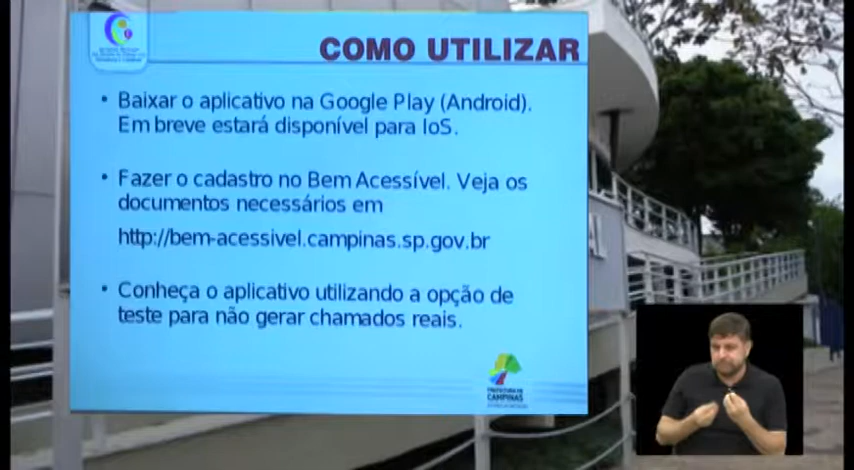 COMO UTILIZAR
• Baixar o aplicativo na Google Play (Android).
Em breve estará disponível para IoS.
• Fazer o cadastro no Bem Acessível. Veja os
documentos necessários em
http://bem-acessivel.campinas.sp.gov.br
• Conheça o aplicativo utilizando a opção de
teste para não gerar chamados reais.
PREFEITURA DE
CAMPINAS